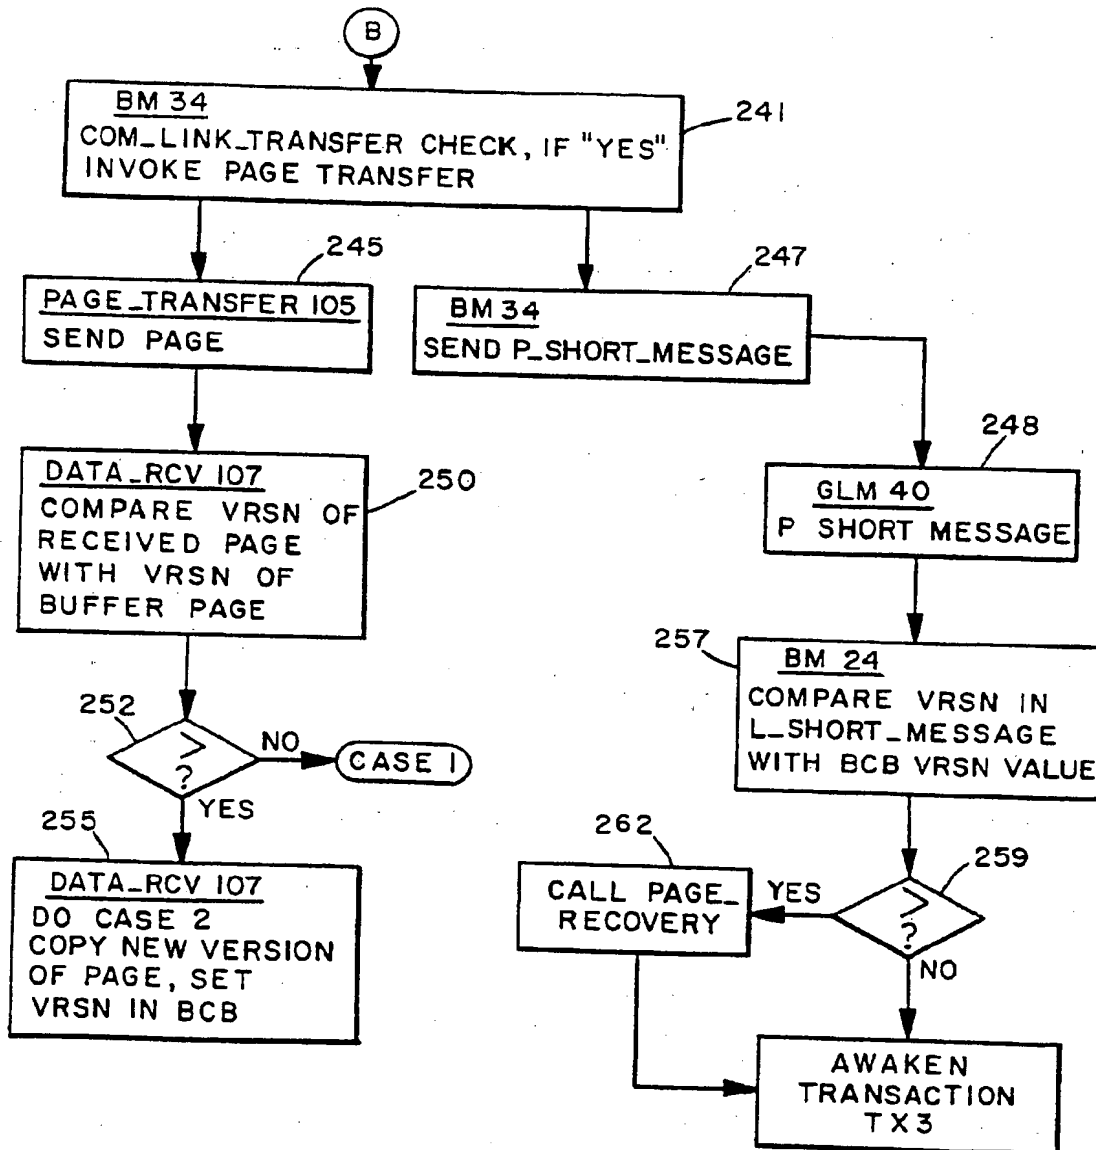 B
BM 34
COM_LINK_TRANSFER CHECK, IF "YES"
INVOKE PAGE TRANSFER
241
245
PAGE_TRANSFER 105
SEND PAGE
247
BM 34
SEND P_SHORT_MESSAGE
248
GLM 40
P SHORT MESSAGE
DATA_RCV 107
COMPARE VRSN OF
RECEIVED PAGE
WITH VRSN OF
BUFFER PAGE
250
257
BM 24
COMPARE VRSN IN
L_SHORT_MESSAGE
WITH BCB VRSN VALUE
252
>
?
NO
CASE 1
YES
255
DATA_RCV 107
DO CASE 2
COPY NEW VERSION
OF PAGE, SET
VRSN IN BCB
262
CALL PAGE_
RECOVERY
YES
259
>
?
NO
AWAKEN
TRANSACTION
TX3